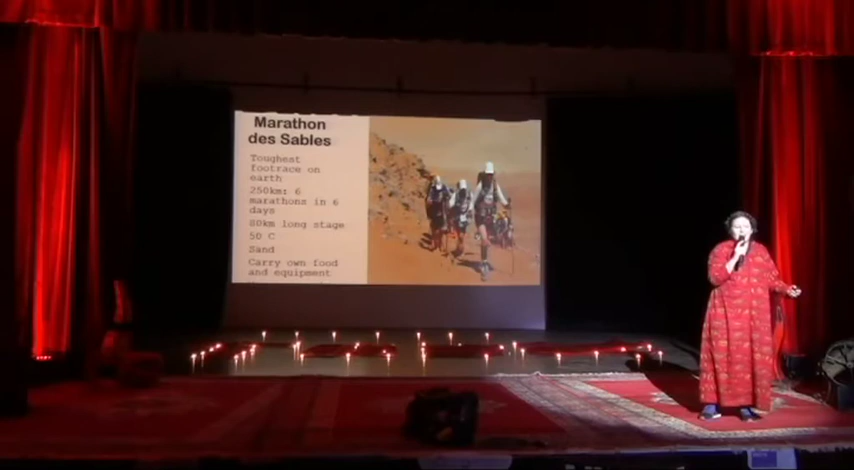 Marathon
des Sables
Toughest
footrace on
earth
250km: 6
marathons in 6
days
80km long stage
50 C
Sand
Carry own food
and equipment